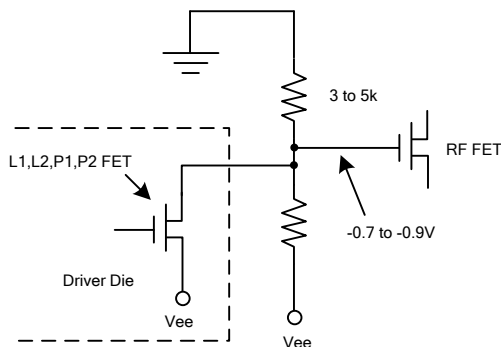 3 to 5k
L1,L2,P1,P2 FET
RF FET
-0.7 to -0.9V
Driver Die
Vee
Vee